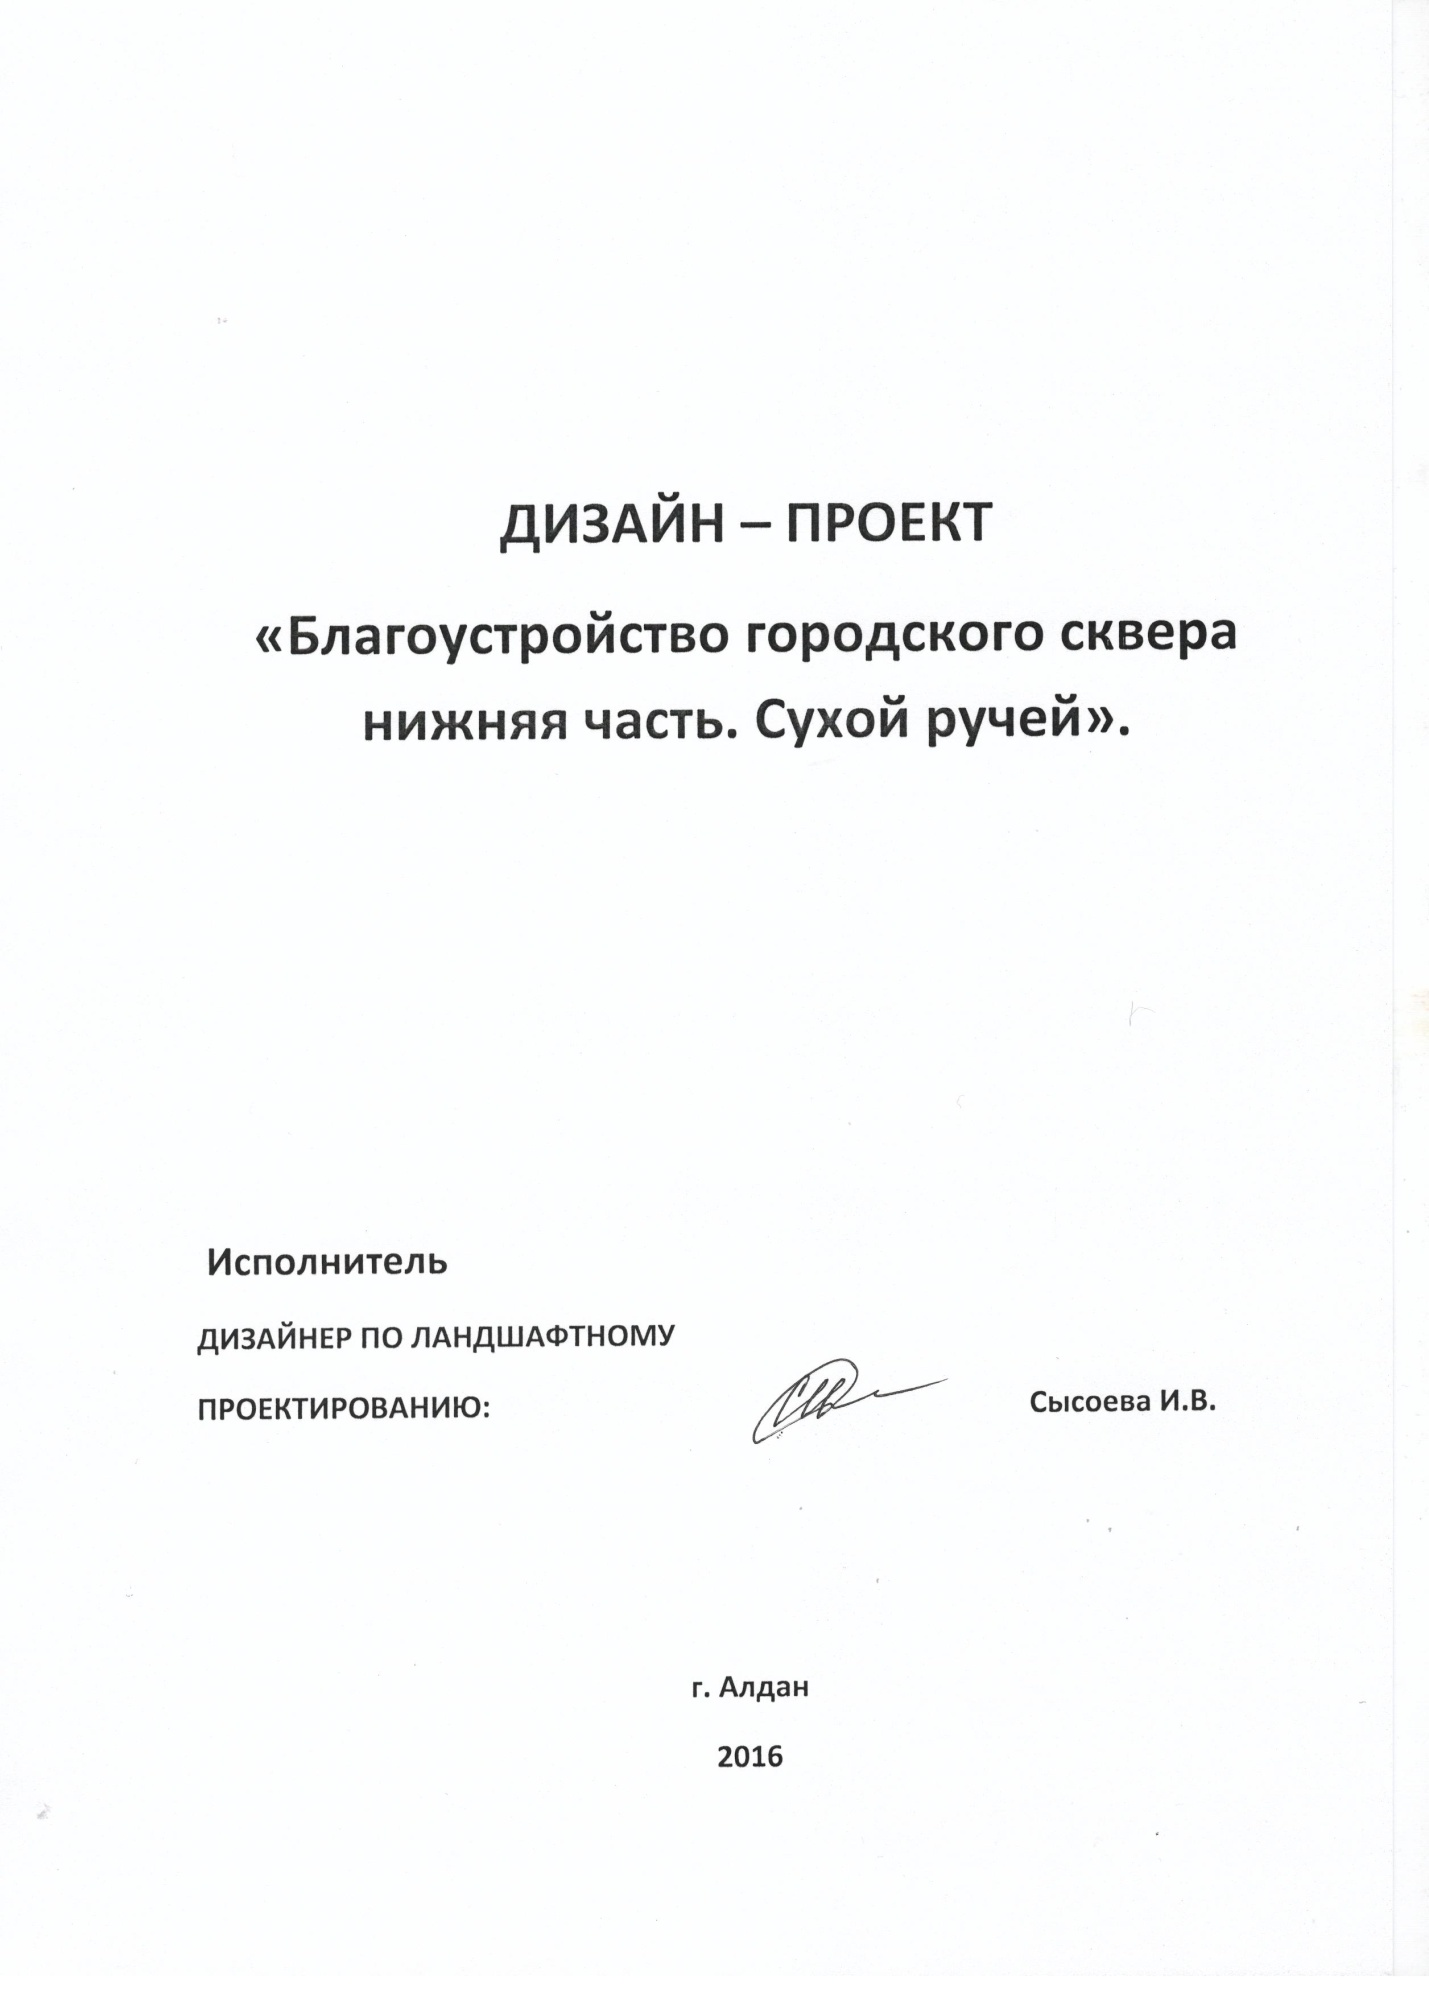 ДИЗАЙН – ПРОЕКТ
«Благоустройство городского сквера
нижняя часть. Сухой ручей».
Исполнитель
ДИЗАЙНЕР ПО ЛАНДШАФТНОМУ
ПРОЕКТИРОВАНИЮ: Сысоева И.В.
г. Алдан
2016